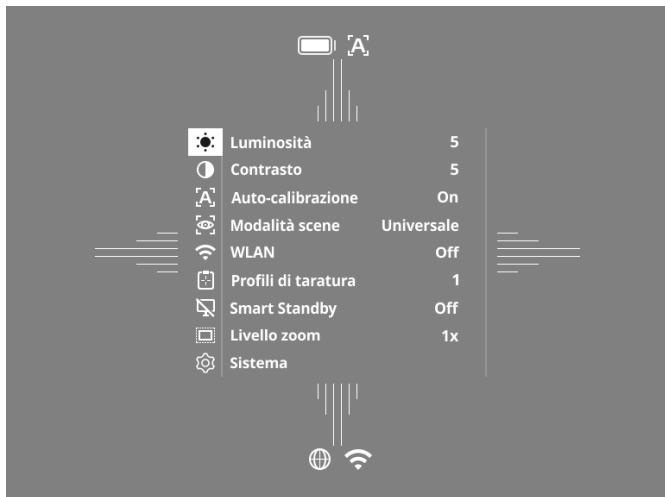 [A]
Luminosità 5
Contrasto 5
[A] Auto-calibrazione On
Modalità scene Universale
WLAN Off
Profili di taratura 1
Smart Standby Off
Livello zoom 1x
Sistema